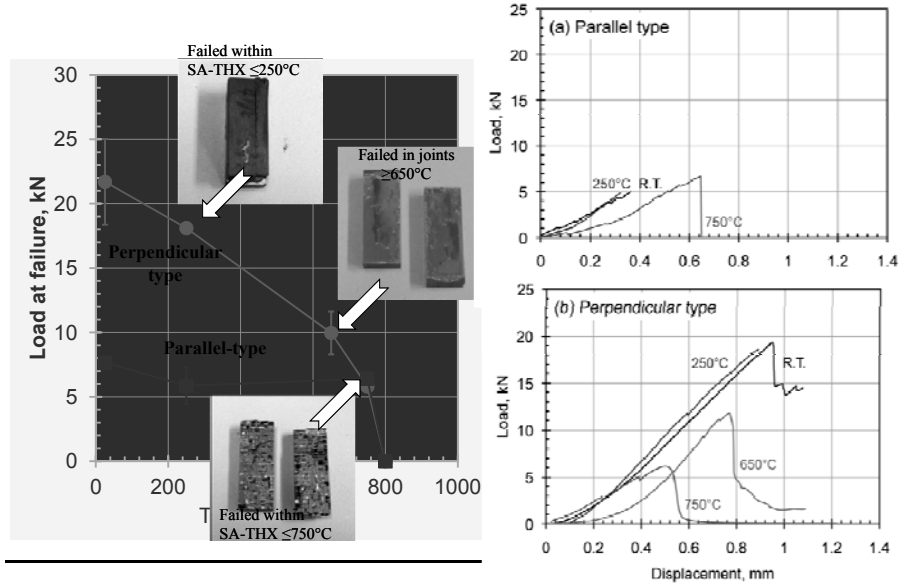 Failed within
SA-THX ≤250°C
30
25
20
15
10
5
0
Load at failure, kN
Perpendicular
type
Parallel-type
Failed in joints
≥650°C
Failed within
SA-THX ≤750°C
0
200
800
1000
T
(a) Parallel type
25
20
15
10
5
0
Load, kN
250°C
R.T.
750°C
0
0.2
0.4
0.6
0.8
1
1.2
1.4
(b) Perpendicular type
25
20
15
10
5
0
Load, kN
250°C
R.T.
650°C
750°C
0
0.2
0.4
0.6
0.8
1
1.2
1.4
Displacement, mm